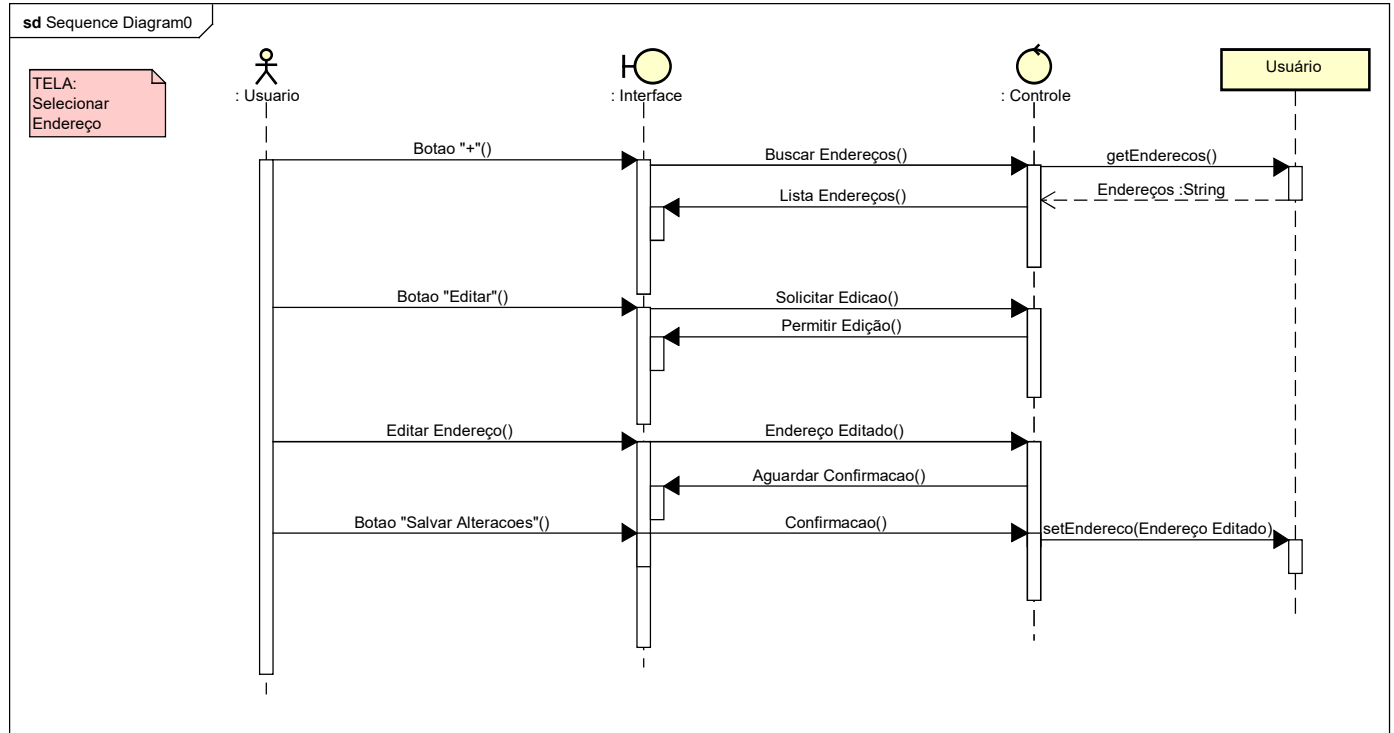 sd Sequence Diagram0
TELA:
Selecionar
Endereço
: Usuario
: Interface
: Controle
Usuário
Botao "+"()
Buscar Endereços()
getEnderecos()
Endereços :String
Lista Endereços()
Botao "Editar"()
Solicitar Edicao()
Permitir Edição()
Editar Endereço()
Endereço Editado()
Aguardar Confirmacao()
Botao "Salvar Alteracoes"()
Confirmacao()
setEndereco(Endereço Editado)